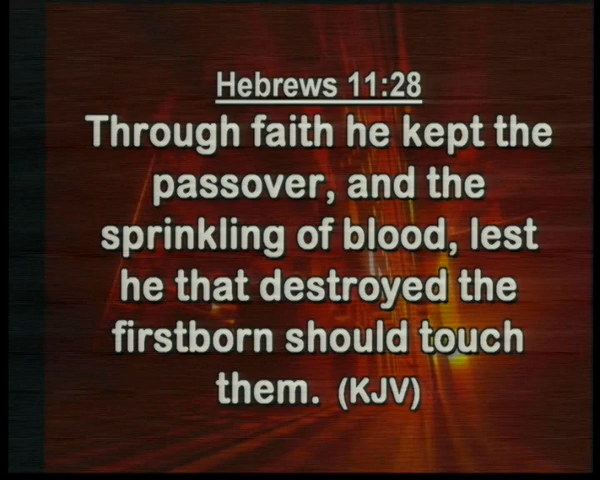 Hebrews 11:28
Through faith he kept the
passover, and the
sprinkling of blood, lest
he that destroyed the
firstborn should touch
them. (KJV)